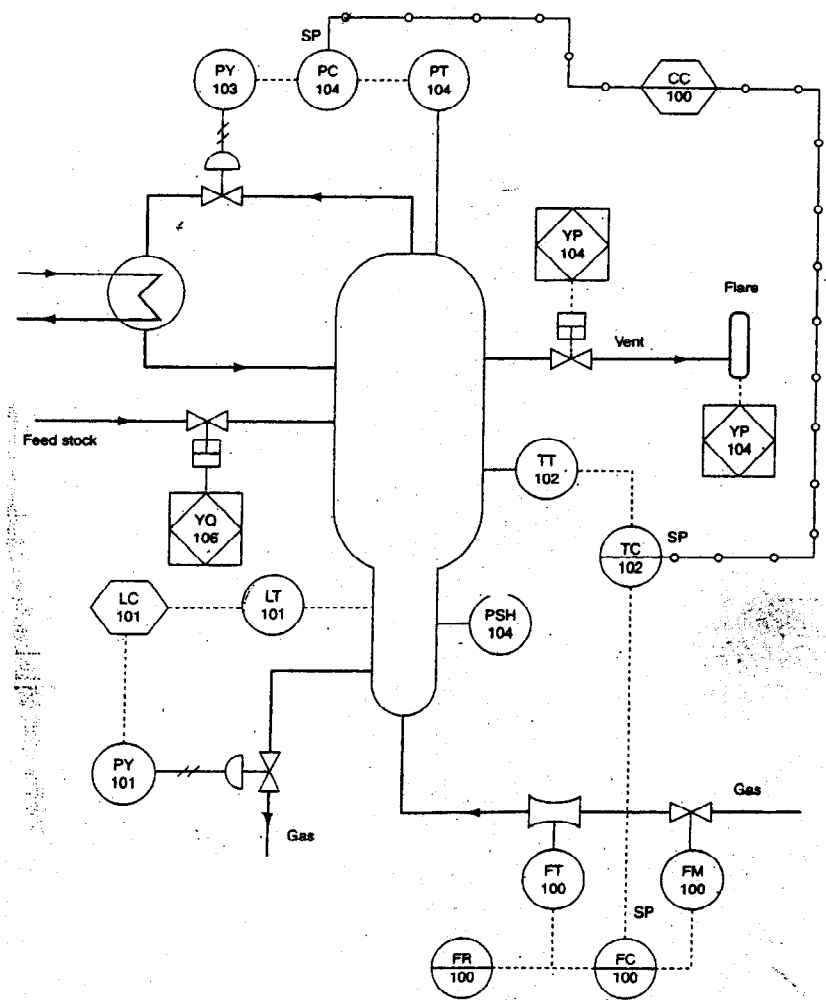 SP
PY
103
PC
104
PT
104
CC
100
YP
104
Flare
Vent
YP
104
Feed stock
YQ
106
TT
102
SP
TC
102
LC
101
LT
101
PSH
104
PY
101
Gas
Gas
FT
100
FM
100
SP
FR
100
FC
100